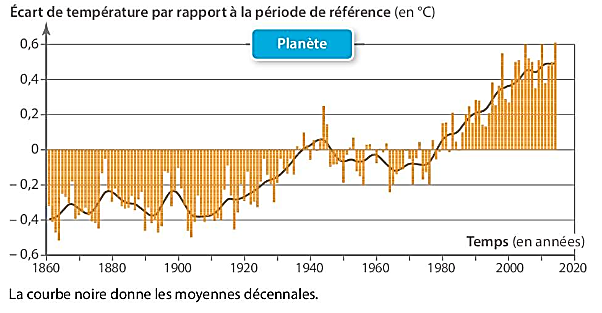 Écart de température par rapport à la période de référence (en °C)
Planète
0,6
0,4
0,2
0
– 0,2
– 0,4
– 0,6
Temps (en années)
1860 1880 1900 1920 1940 1960 1980 2000 2020
La courbe noire donne les moyennes décennales.